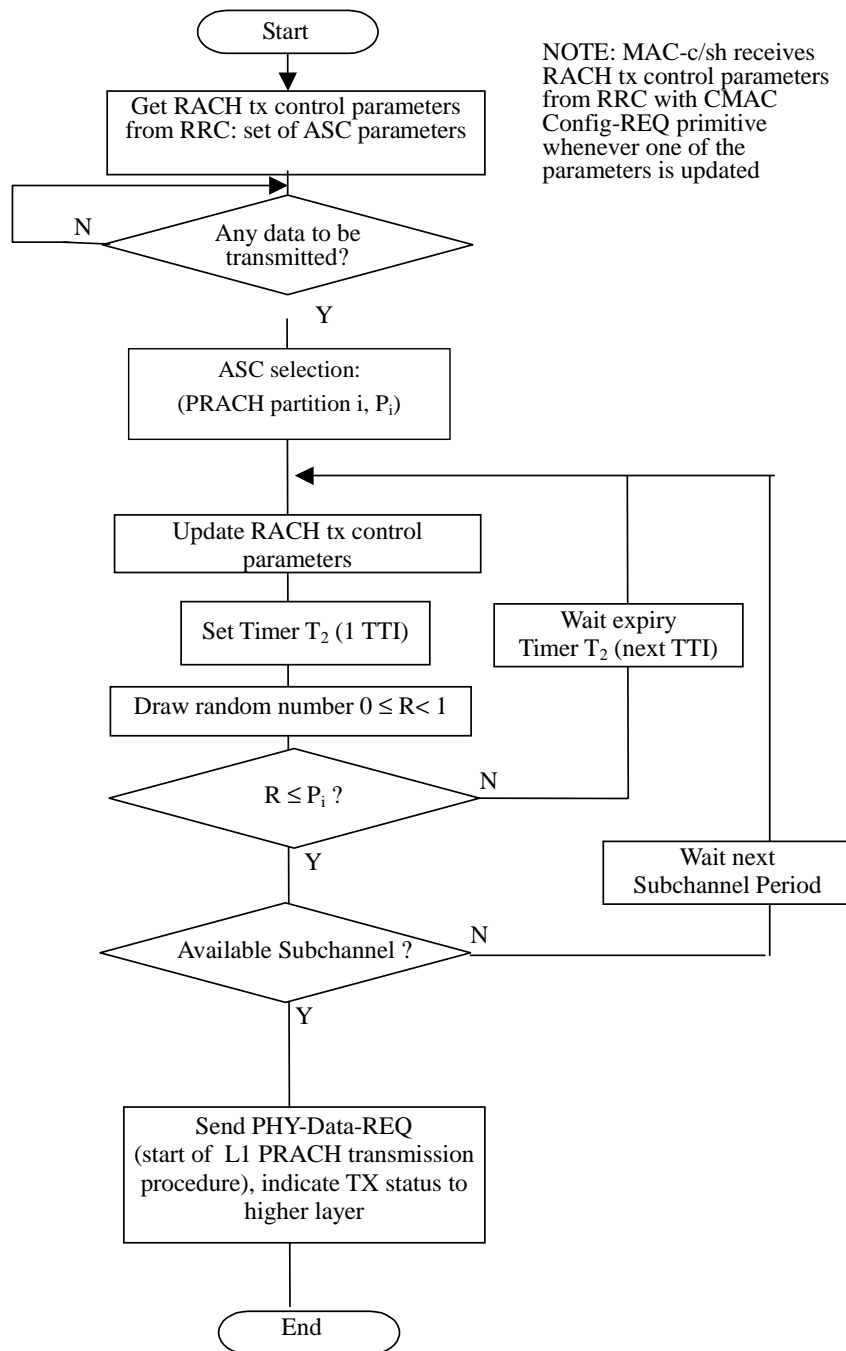 Start
NOTE: MAC-c/sh receives
RACH tx control parameters
from RRC with CMAC
Config-REQ primitive
whenever one of the
parameters is updated
Get RACH tx control parameters
from RRC: set of ASC parameters
N
Any data to be
transmitted?
Y
ASC selection:
(PRACH partition i, Pi)
Update RACH tx control
parameters
Set Timer T2 (1 TTI)
Wait expiry
Timer T2 (next TTI)
Draw random number 0 ≤ R< 1
R ≤ Pi ?
N
Y
Wait next
Subchannel Period
Available Subchannel ?
N
Y
Send PHY-Data-REQ
(start of L1 PRACH transmission
procedure), indicate TX status to
higher layer
End